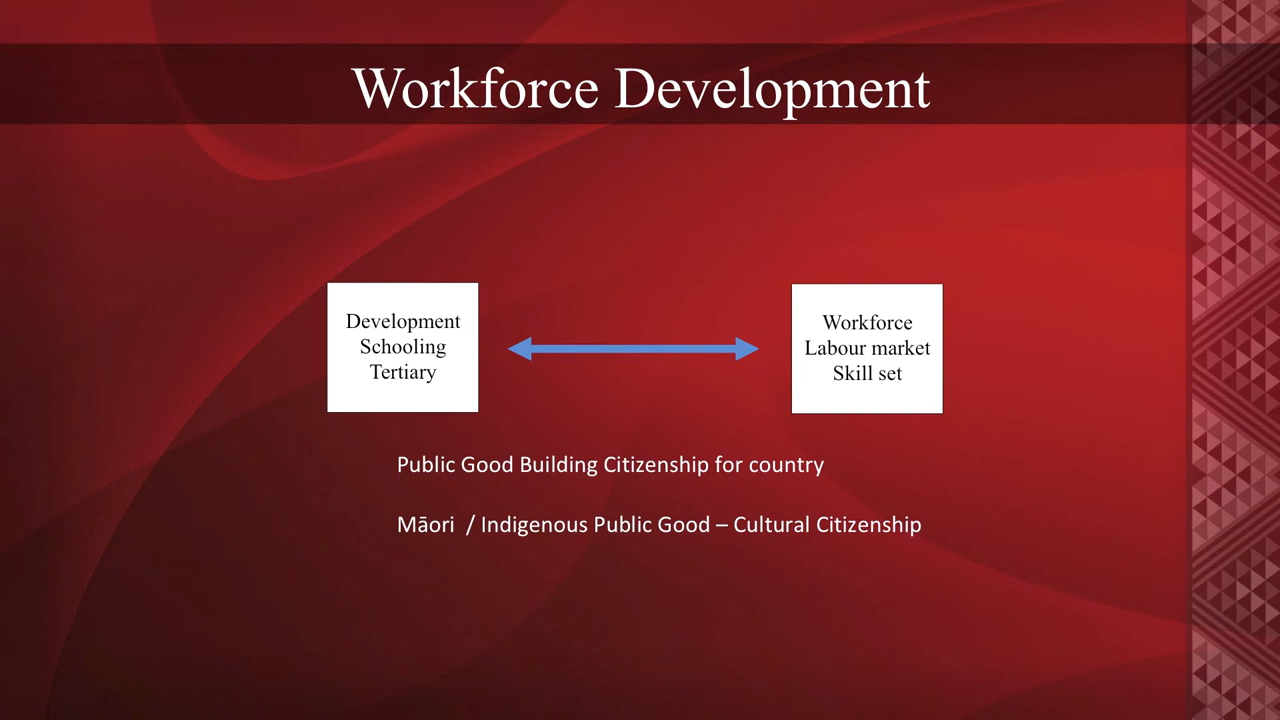 Workforce Development
Development
Schooling
Tertiary
Workforce
Labour market
Skill set
Public Good Building Citizenship for country
Māori  / Indigenous Public Good – Cultural Citizenship